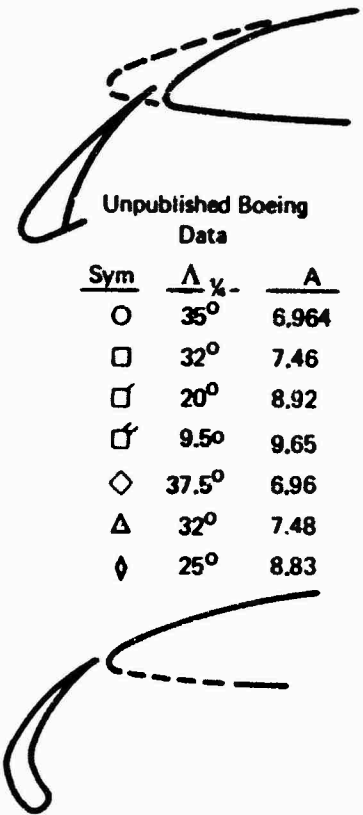 Unpublished Boeing
Data
Sym Λ ¼ A
35° 6.964
32° 7.46
20° 8.92
9.5° 9.65
37.5° 6.96
32° 7.48
25° 8.83